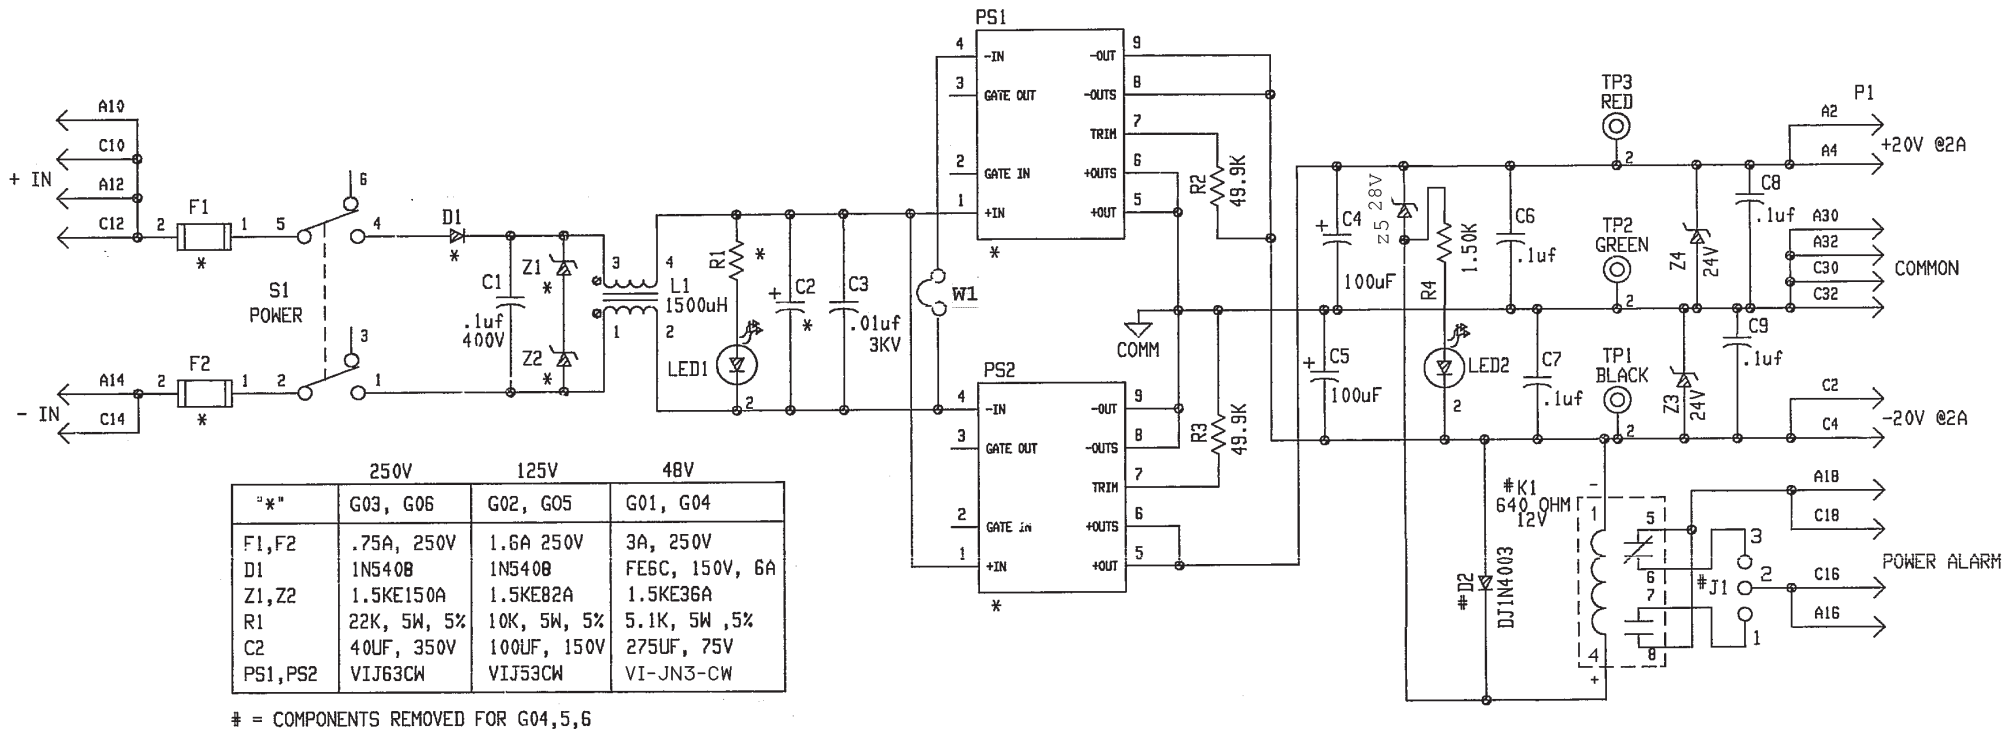 PS1
4
-IN
3
GATE OUT
2
GATE IN
1
+IN
*
9
-OUT
8
-OUTS
7
TRIM
6
+OUTS
5
+OUT
A10
C10
+ IN
A12
C12
2
F1
1
*
5
6
4
S1
POWER
3
A14
- IN
C14
2
F2
1
*
2
1
D1
*
C1
.1uf
400V
Z1
*
Z2
*
3
4
L1
1500uH
1
2
R1
*
LED1
2
C2
+
*
C3
.01uf
3KV
W1
R2
49.9K
COMM
R3
49.9K
PS2
4
-IN
3
GATE OUT
2
GATE in
1
+IN
*
9
-OUT
8
-OUTS
7
TRIM
6
+OUTS
5
+OUT
+
C4
100uF
+
C5
100uF
Z5 28V
R4
1.50K
LED2
2
C6
.1uf
C7
.1uf
TP3
RED
2
TP2
GREEN
2
TP1
BLACK
2
Z4
24V
Z3
24V
C8
.1uf
C9
.1uf
P1
A2
+20V @2A
A4
A30
A32
COMMON
C30
C32
C2
-20V @2A
C4
A18
C18
POWER ALARM
C16
A16
#D2
DJ1N4003
#K1
640 OHM
12V
-
1
4
+
5
6
7
8
#J1
3
2
1
250V 125V 48V
"*" G03, G06 G02, G05 G01, G04
F1,F2 .75A, 250V 1.6A 250V 3A, 250V
D1 1N5408 1N5408 FE6C, 150V, 6A
Z1,Z2 1.5KE150A 1.5KE82A 1.5KE36A
R1 22K, 5W, 5% 10K, 5W, 5% 5.1K, 5W ,5%
C2 40UF, 350V 100UF, 150V 275UF, 75V
PS1,PS2 VIJ63CW VIJ53CW VI-JN3-CW
# = COMPONENTS REMOVED FOR G04,5,6